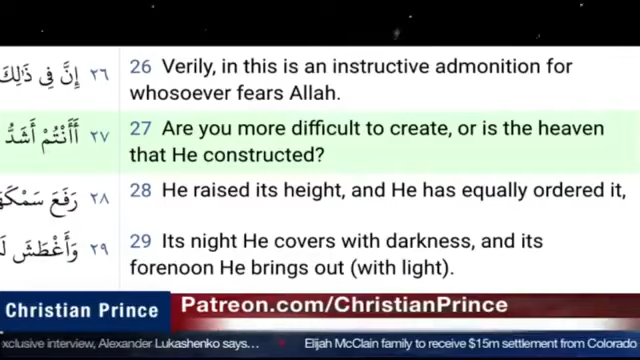 26 Verily, in this is an instructive admonition for ٢٦ إِنَّ فِي ذَٰلِكَ
whosoever fears Allah.
27 Are you more difficult to create, or is the heaven ٢٧ أَأَنْتُمْ أَشَدُّ
that He constructed?
28 He raised its height, and He has equally ordered it, ٢٨ رَفَعَ
29 Its night He covers with darkness, and its ٢٩ وَأَغْطَشَ
forenoon He brings out (with light).
Christian Prince Patreon.com/ChristianPrince
xclusive interview, Alexander Lukashenko says… Elijah McClain family to receive $15m settlement from Colorado